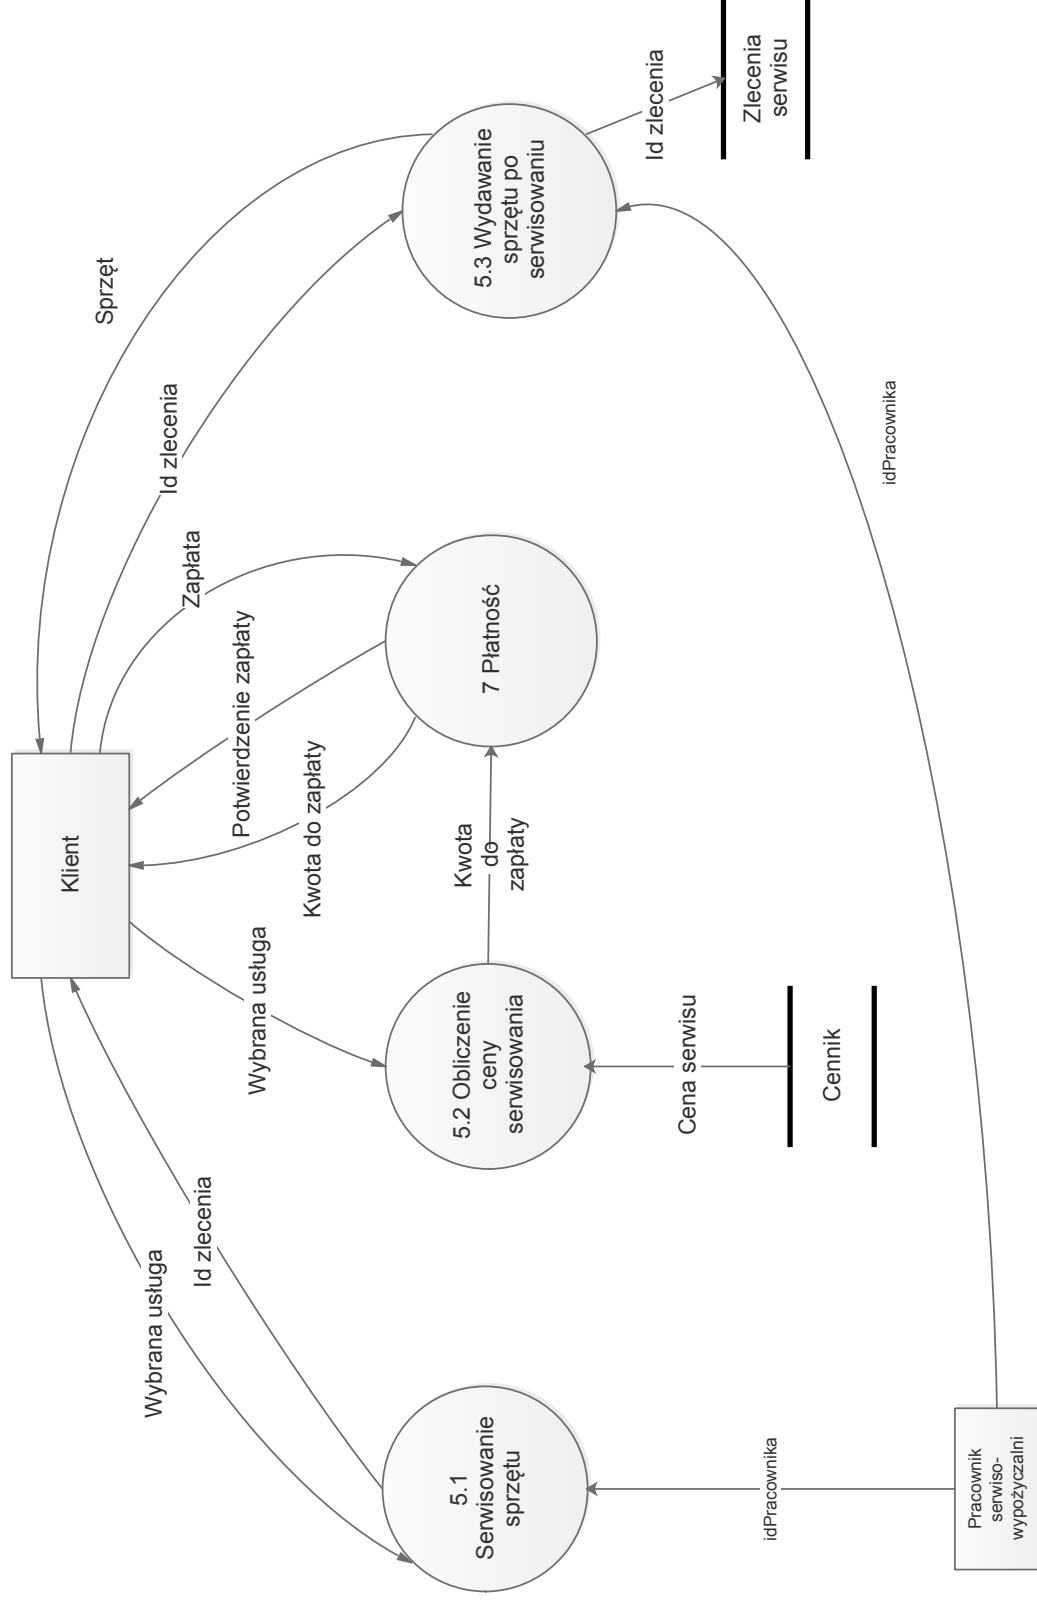 Klient
Sprzęt
Id zlecenia
Zapłata
Potwierdzenie zapłaty
Kwota do zapłaty
Wybrana usługa
Id zlecenia
Wybrana usługa
5.1
Serwisowanie
sprzętu
5.2 Obliczenie
ceny
serwisowania
Kwota
do
zapłaty
7 Płatność
5.3 Wydawanie
sprzętu po
serwisowaniu
Id zlecenia
Zlecenia
serwisu
Cena serwisu
Cennik
idPracownika
idPracownika
Pracownik
serwiso-
wypożyczalni